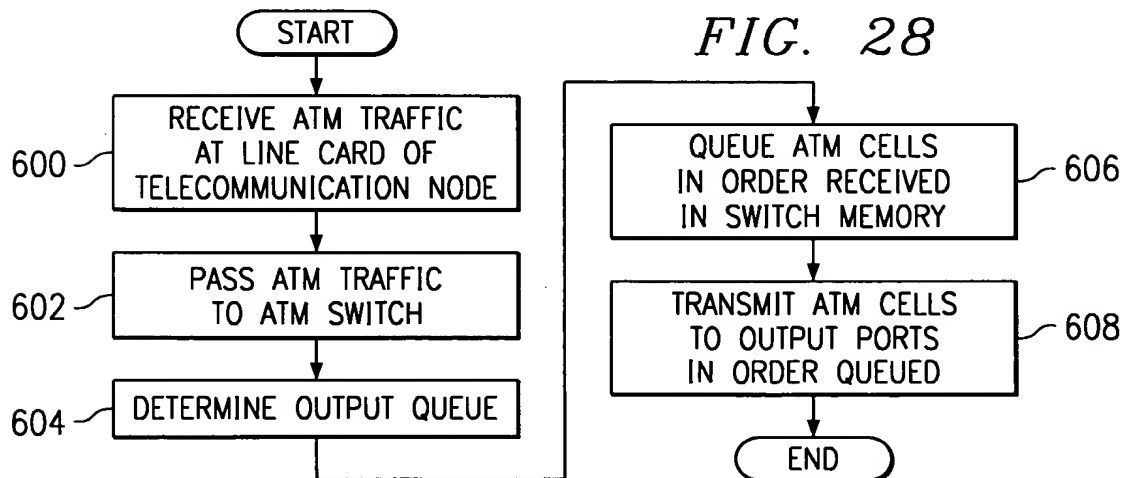 FIG. 28
START
600
RECEIVE ATM TRAFFIC
AT LINE CARD OF
TELECOMMUNICATION NODE
602
PASS ATM TRAFFIC
TO ATM SWITCH
604
DETERMINE OUTPUT QUEUE
QUEUE ATM CELLS
IN ORDER RECEIVED
IN SWITCH MEMORY
606
TRANSMIT ATM CELLS
TO OUTPUT PORTS
IN ORDER QUEUED
608
END